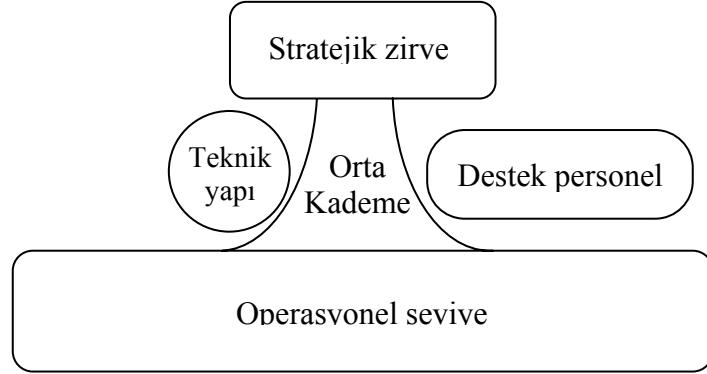 Stratejik zirve
Teknik
yapı
Orta
Kademe
Destek personel
Operasyonel seviye